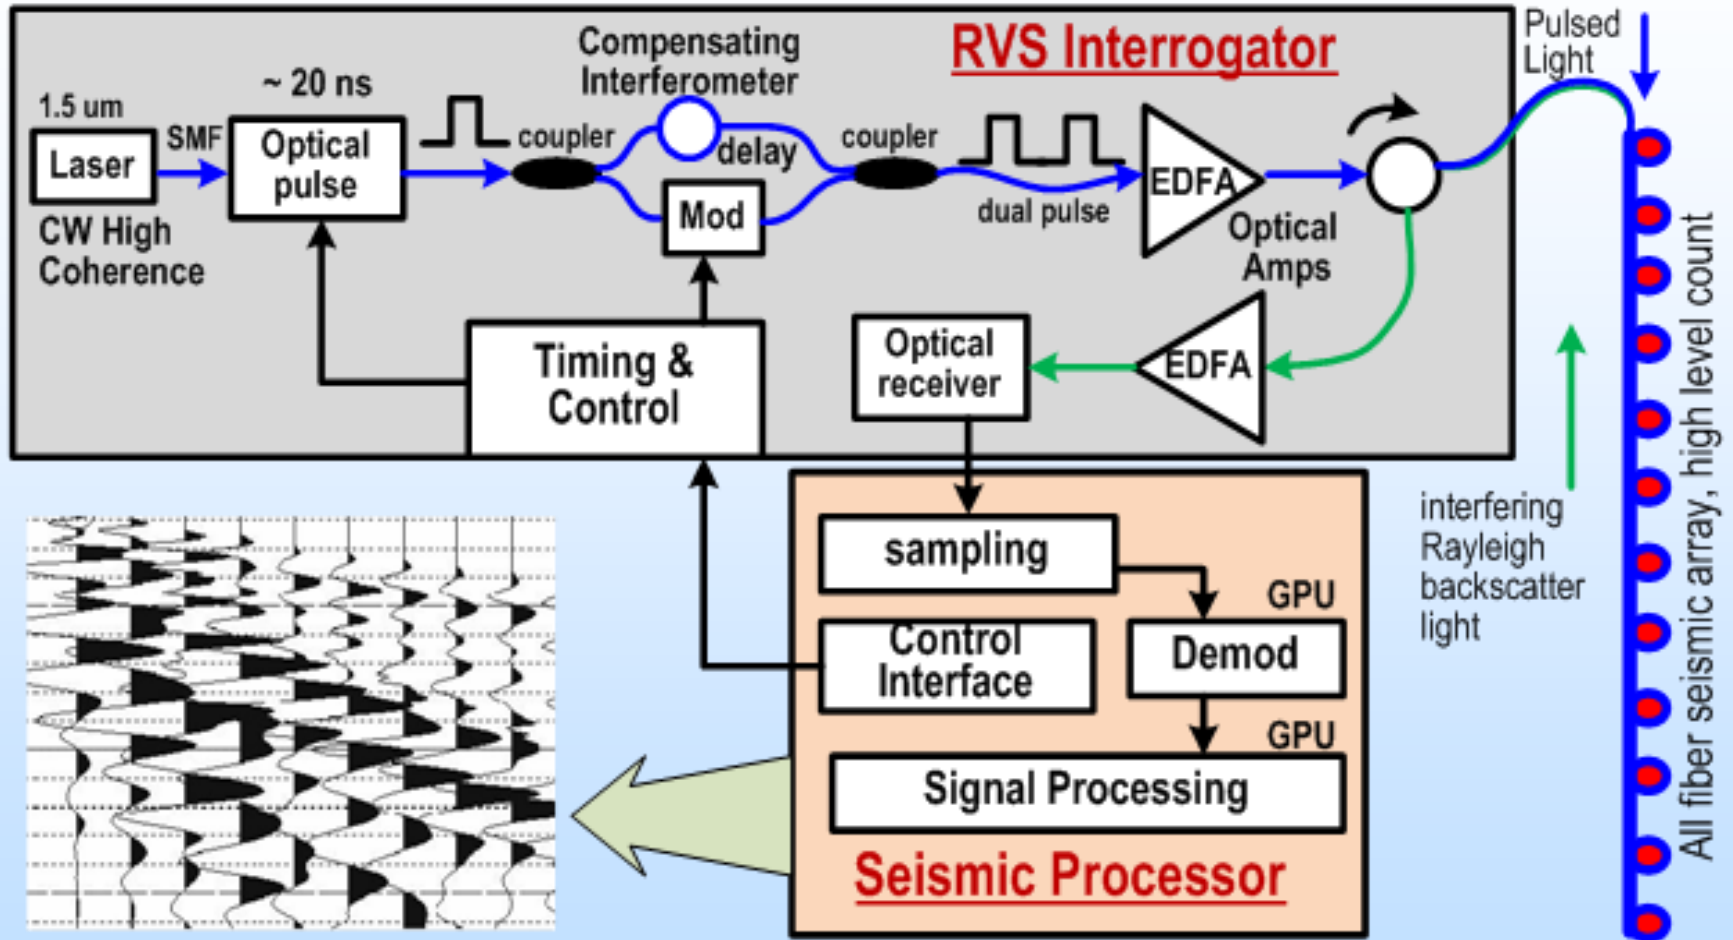 RVS Interrogator
1.5 um
Laser
CW High
Coherence
SMF
~ 20 ns
Optical
pulse
coupler
Compensating
Interferometer
delay
Mod
coupler
dual pulse
EDFA
Optical
Amps
Pulsed
Light
Timing &
Control
Optical
receiver
EDFA
interfering
Rayleigh
backscatter
light
All fiber seismic array, high level count
sampling
GPU
Control
Interface
Demod
GPU
Signal Processing
Seismic Processor